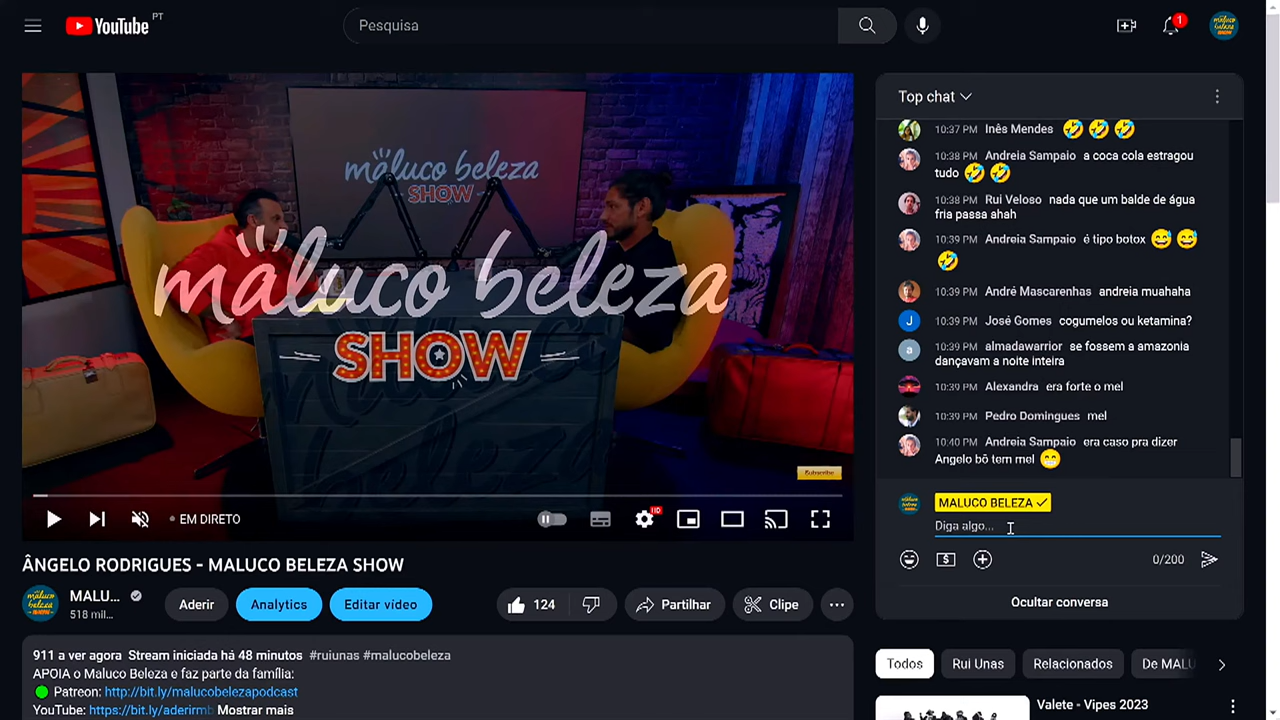 YouTube PT
Pesquisa
1
maluco beleza
SHOW
maluco beleza
SHOW
Subscribe
EM DIRETO
HD
ÂNGELO RODRIGUES - MALUCO BELEZA SHOW
MALU...
518 mil...
Aderir
Analytics
Editar vídeo
124
Partilhar
Clipe
911 a ver agora Stream iniciada há 48 minutos #ruiunas #malucobeleza
APOIA o Maluco Beleza e faz parte da família:
Patreon: http://bit.ly/malucobelezapodcast
YouTube: https://bit.ly/aderirmb Mostrar mais
Top chat
10:37 PM Inês Mendes 🤣 🤣 🤣
10:38 PM Andreia Sampaio a coca cola estragou
tudo 🤣 🤣
10:38 PM Rui Veloso nada que um balde de água
fria passa ahah
10:39 PM Andreia Sampaio é tipo botox 😅 😅
🤣
10:39 PM André Mascarenhas andreia muahaha
J
10:39 PM José Gomes cogumelos ou ketamina?
a
10:39 PM almadawarrior se fossem a amazonia
dançavam a noite inteira
10:39 PM Alexandra era forte o mel
10:39 PM Pedro Domingues mel
10:40 PM Andreia Sampaio era caso pra dizer
Angelo bö tem mel 😁
MALUCO BELEZA
Diga algo...
0/200
Ocultar conversa
Todos
Rui Unas
Relacionados
De MALU
Valete - Vipes 2023